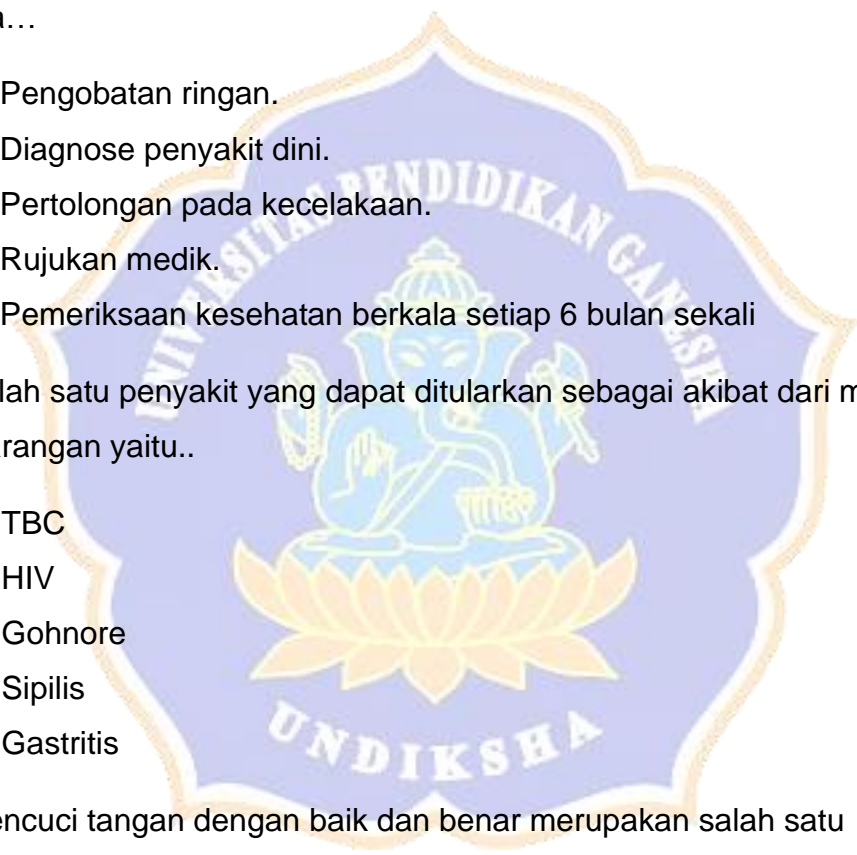 a…
Pengobatan ringan.
Diagnose penyakit dini.
Pertolongan pada kecelakaan.
Rujukan medik.
Pemeriksaan kesehatan berkala setiap 6 bulan sekali
lah satu penyakit yang dapat ditularkan sebagai akibat dari m
arangan yaitu..
TBC
HIV
Gohnore
Sipilis
Gastritis
encuci tangan dengan baik dan benar merupakan salah satu
UNIVERSITAS PENDIDIKAN GANESHA
UNDIKSHA